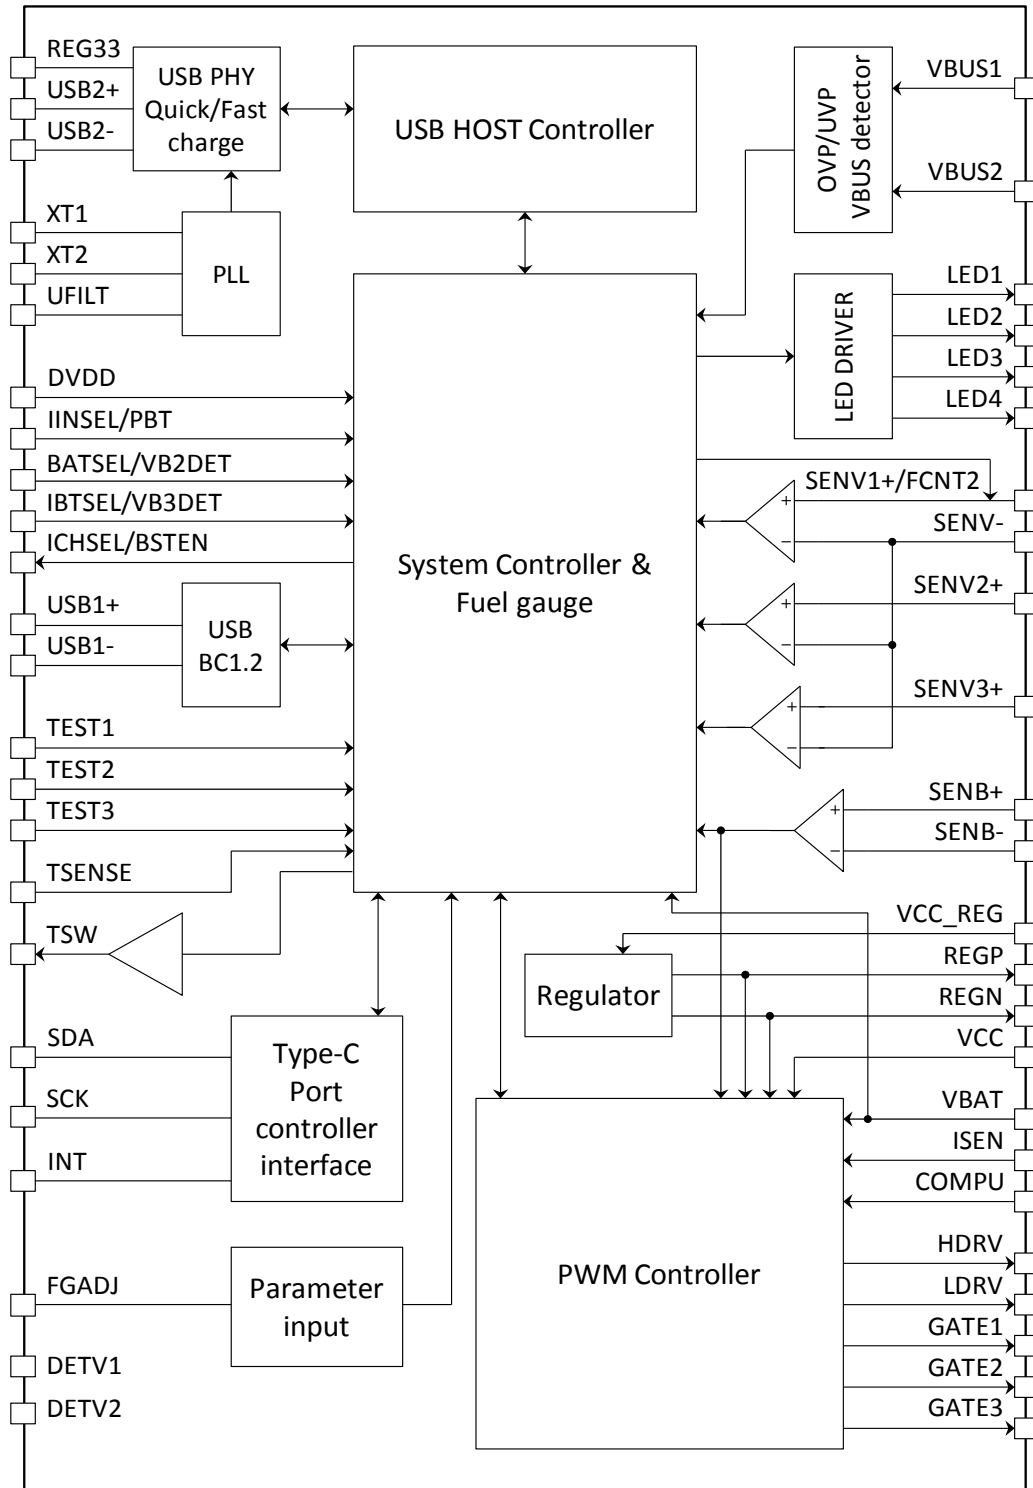 REG33
USB2+
USB2-
XT1
XT2
UFILT
DVDD
IINSEL/PBT
BATSEL/VB2DET
IBTSEL/VB3DET
ICHSEL/BSTEN
USB1+
USB1-
TEST1
TEST2
TEST3
TSENSE
TSW
SDA
SCK
INT
FGADJ
DETV1
DETV2
USB PHY
Quick/Fast
charge
PLL
USB
BC1.2
Type-C
Port
controller
interface
Parameter
input
USB HOST Controller
System Controller &
Fuel gauge
Regulator
PWM Controller
OVP/UVP
VBUS detector
LED DRIVER
+
-
+
-
+
-
+
-
VBUS1
VBUS2
LED1
LED2
LED3
LED4
SENV1+/FCNT2
SENV-
SENV2+
SENV3+
SENB+
SENB-
VCC_REG
REGP
REGN
VCC
VBAT
ISEN
COMPU
HDRV
LDRV
GATE1
GATE2
GATE3